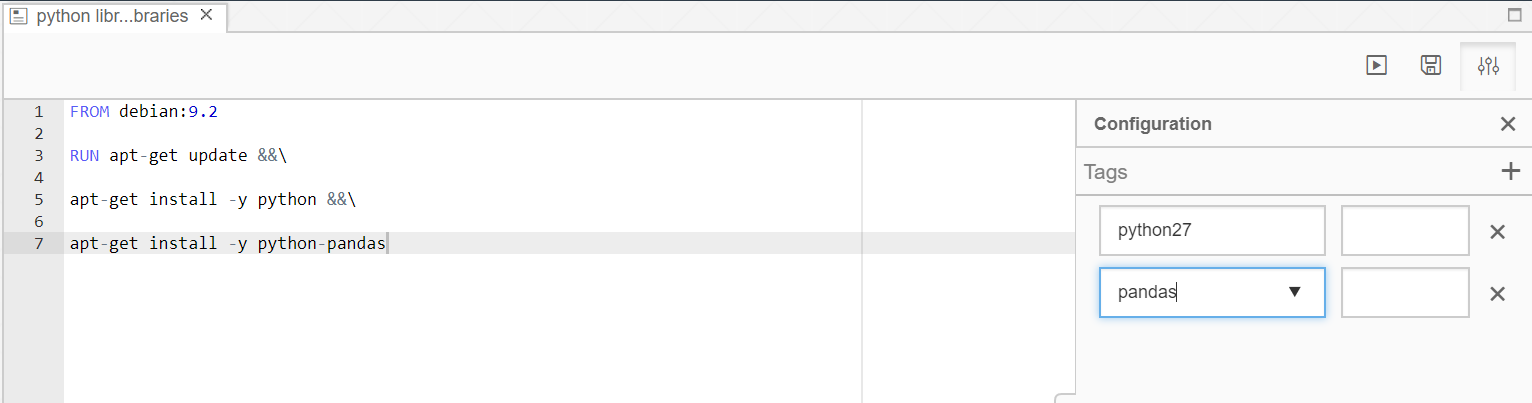 python libr...braries
1 FROM debian:9.2
2
3 RUN apt-get update &&\
4
5 apt-get install -y python &&\
6
7 apt-get install -y python-pandas
Configuration
Tags
python27
pandas